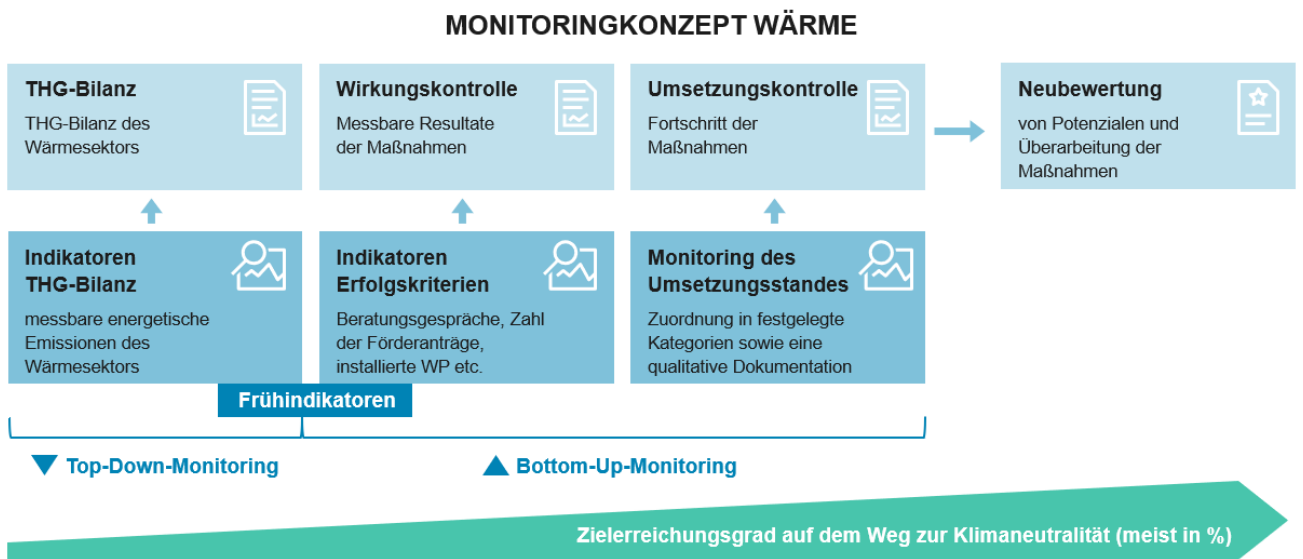 MONITORINGKONZEPT WÄRME
THG-Bilanz
THG-Bilanz des
Wärmesektors
Wirkungskontrolle
Messbare Resultate
der Maßnahmen
Umsetzungskontrolle
Fortschritt der
Maßnahmen
Neubewertung
von Potenzialen und
Überarbeitung der
Maßnahmen
Indikatoren
THG-Bilanz
messbare energetische
Emissionen des
Wärmesektors
Indikatoren
Erfolgskriterien
Beratungsgespräche, Zahl
der Förderanträge,
installierte WP etc.
Monitoring des
Umsetzungsstandes
Zuordnung in festgelegte
Kategorien sowie eine
qualitative Dokumentation
Frühindikatoren
Top-Down-Monitoring
Bottom-Up-Monitoring
Zielerreichungsgrad auf dem Weg zur Klimaneutralität (meist in %)